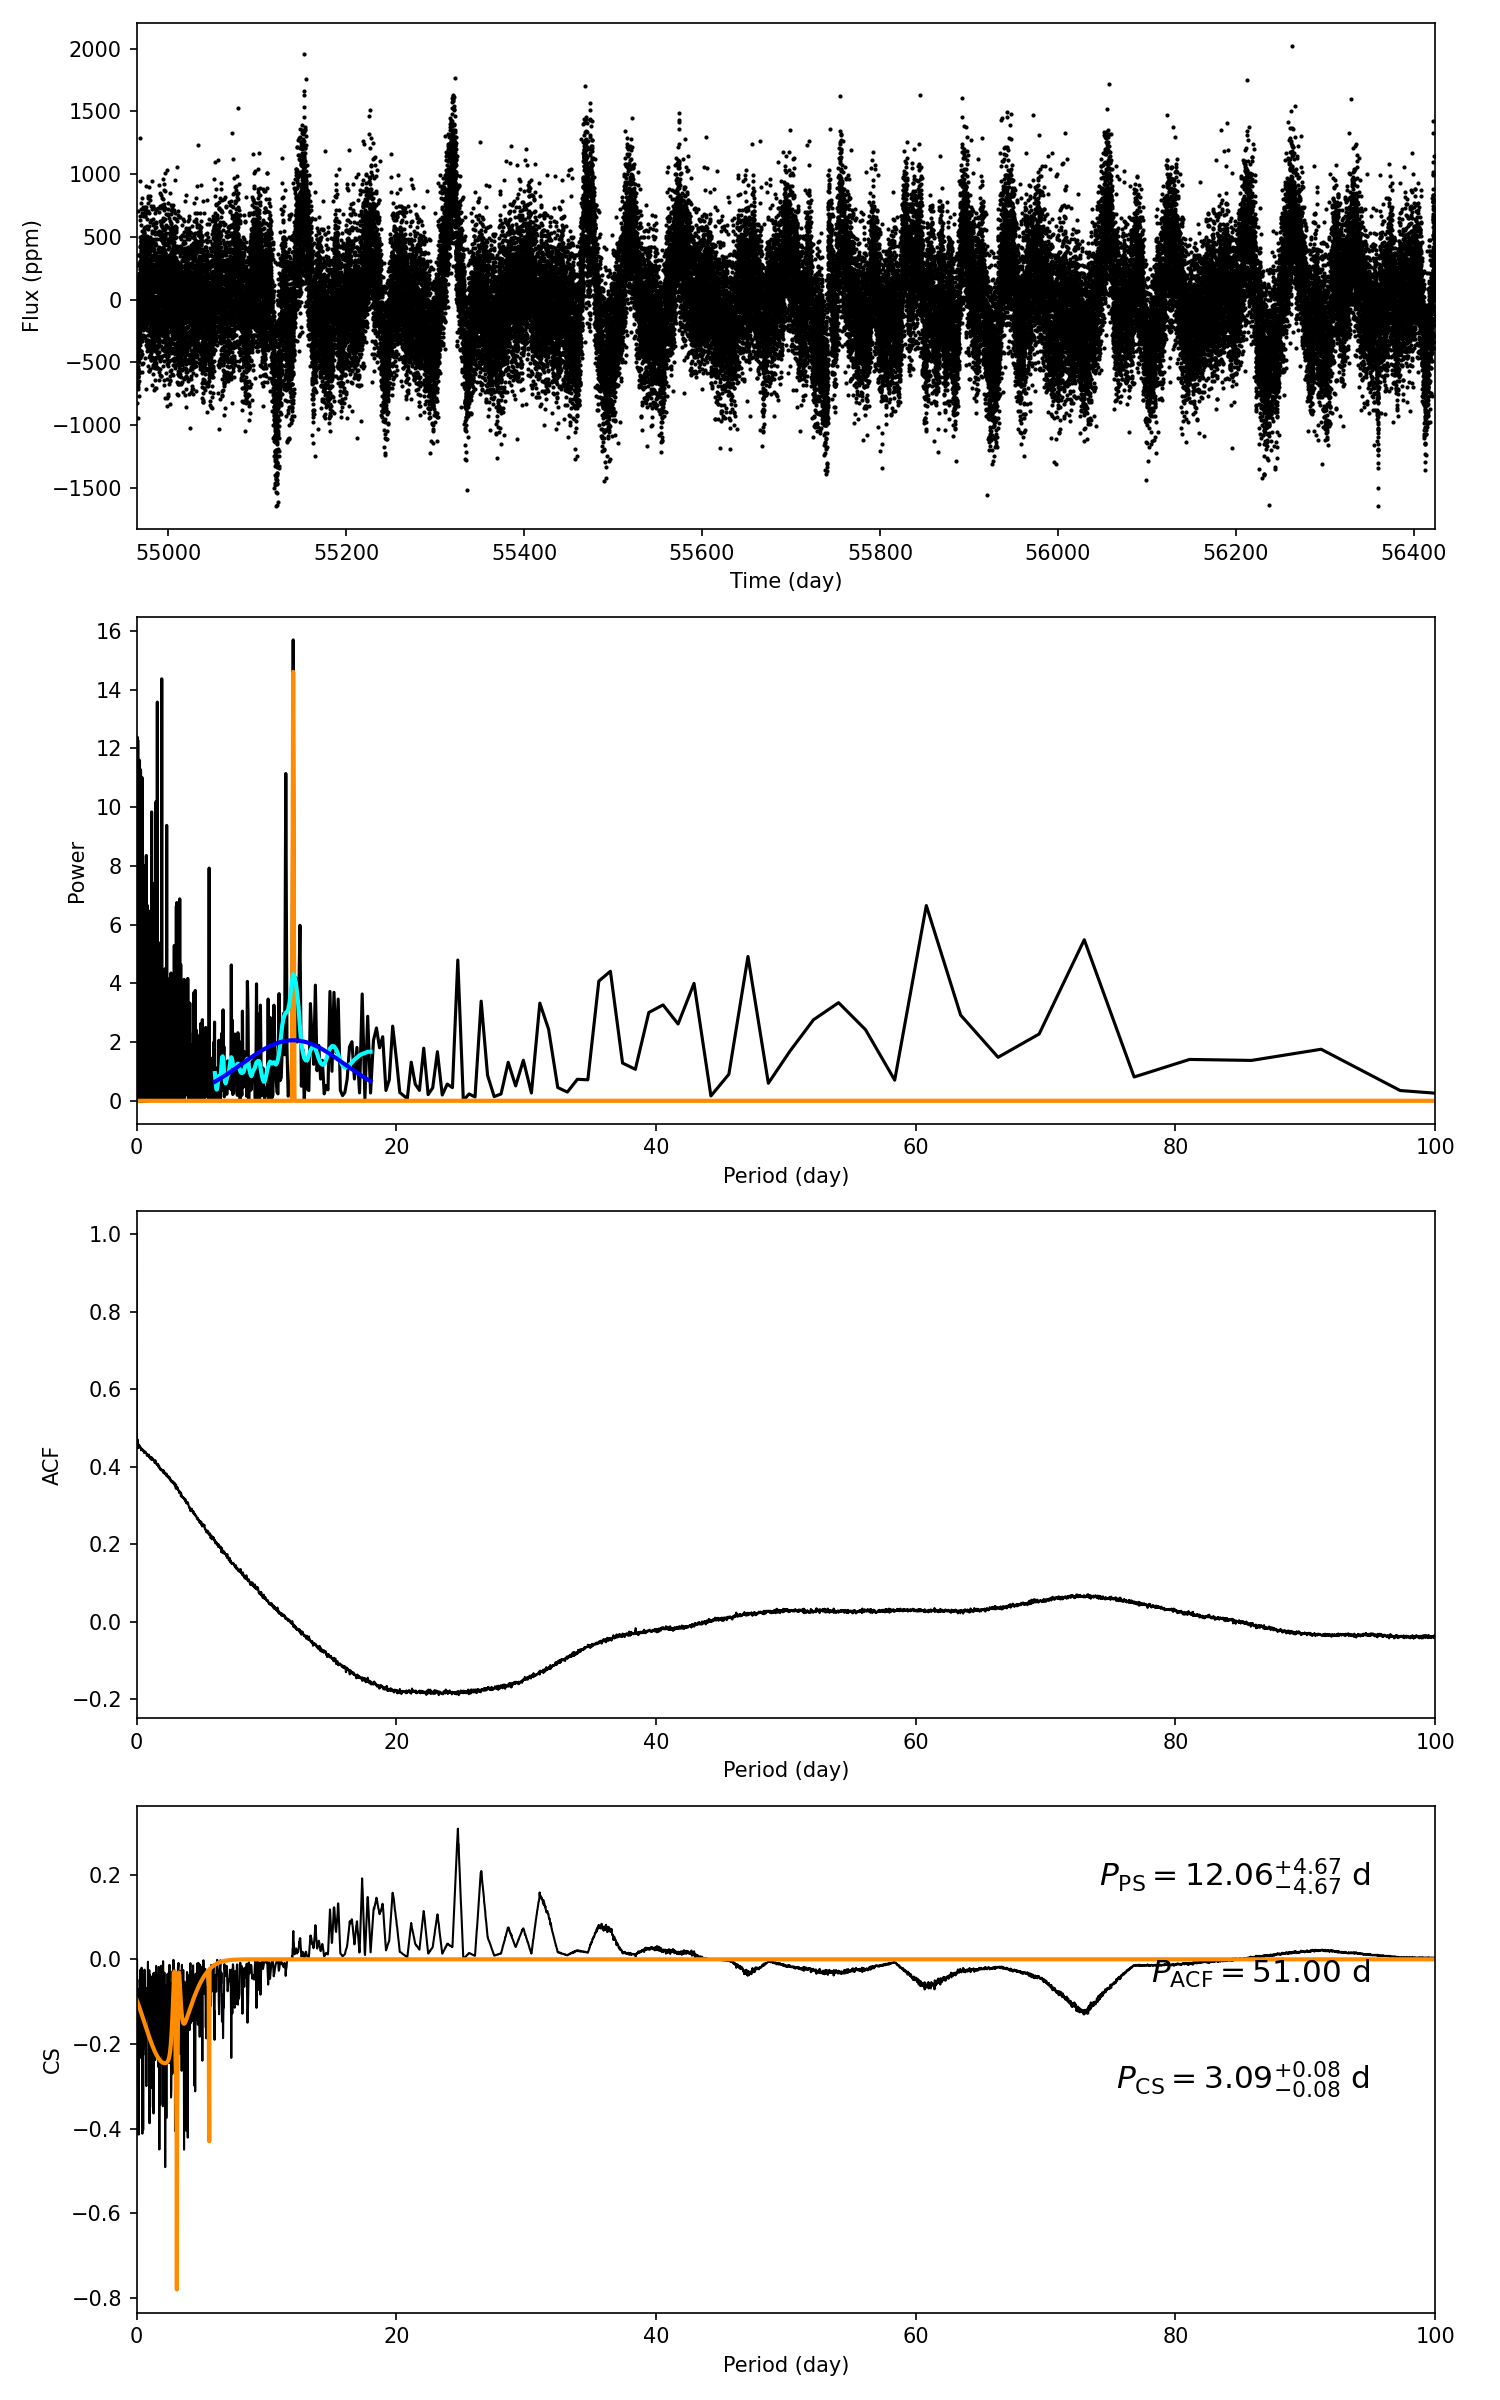 2000
1500
1000
500
0
−500
−1000
−1500
Flux (ppm)
55000 55200 55400 55600 55800 56000 56200 56400
Time (day)
16
14
12
10
8
6
4
2
0
Power
0 20 40 60 80 100
Period (day)
1.0
0.8
0.6
0.4
0.2
0.0
−0.2
ACF
0 20 40 60 80 100
Period (day)
0.2
0.0
−0.2
−0.4
−0.6
−0.8
CS
P_PS = 12.06 +4.67 −4.67 d
P_ACF = 51.00 d
P_CS = 3.09 +0.08 −0.08 d
0 20 40 60 80 100
Period (day)